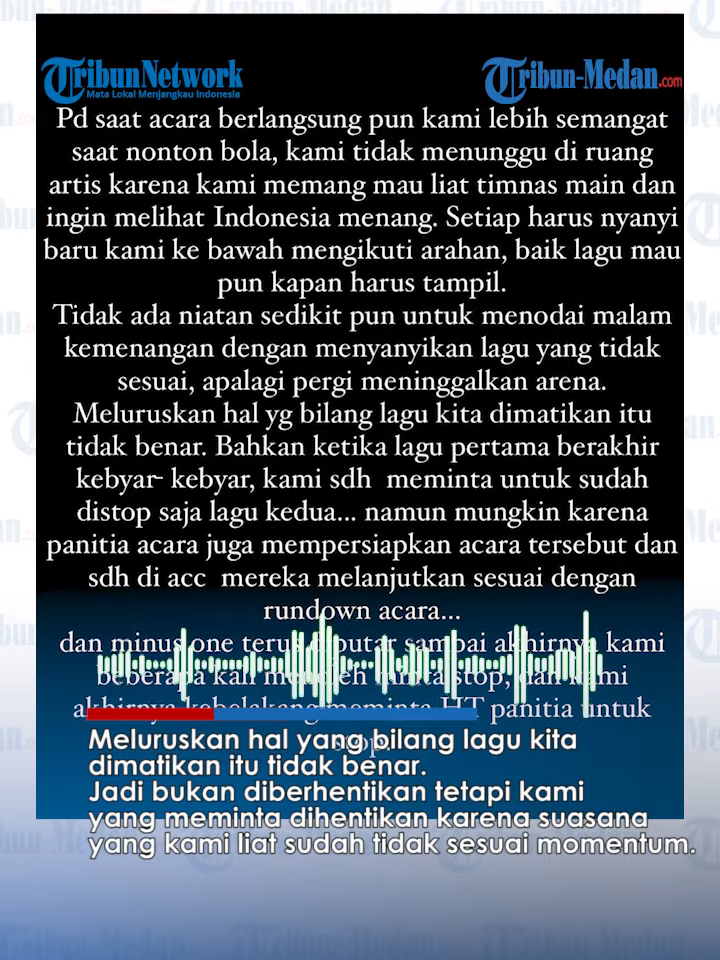 TribunNetwork
Mata Lokal Menjangkau Indonesia
Tribun-Medan.com
Pd saat acara berlangsung pun kami lebih semangat
saat nonton bola, kami tidak menunggu di ruang
artis karena kami memang mau liat timnas main dan
ingin melihat Indonesia menang. Setiap harus nyanyi
baru kami ke bawah mengikuti arahan, baik lagu mau
pun kapan harus tampil.
Tidak ada niatan sedikit pun untuk menodai malam
kemenangan dengan menyanyikan lagu yang tidak
sesuai, apalagi pergi meninggalkan arena.
Meluruskan hal yg bilang lagu kita dimatikan itu
tidak benar. Bahkan ketika lagu pertama berakhir
kebyar- kebyar, kami sdh meminta untuk sudah
distop saja lagu kedua... namun mungkin karena
panitia acara juga mempersiapkan acara tersebut dan
sdh di acc mereka melanjutkan sesuai dengan
rundown acara...
dan minus one terus diputar sampai akhirnya kami
beberapa kali menoleh minta stop, dan kami
akhirnya kebelakang meminta HT panitia untuk
stop.
Meluruskan hal yang bilang lagu kita
dimatikan itu tidak benar.
Jadi bukan diberhentikan tetapi kami
yang meminta dihentikan karena suasana
yang kami liat sudah tidak sesuai momentum.